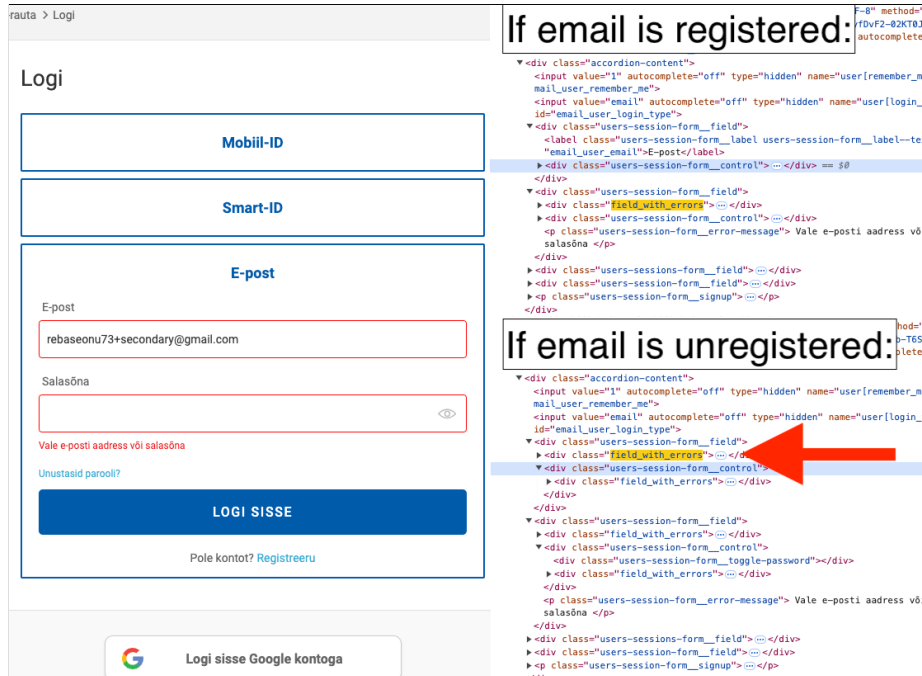 rauta > Logi
Logi
Mobiil-ID
Smart-ID
E-post
E-post
rebaseonu73+secondary@gmail.com
Salasõna
Vale e-posti aadress või salasõna
Unustasid parooli?
LOGI SISSE
Pole kontot? Registreeru
Logi sisse Google kontoga
F-8" method="
If email is registered:
fDvF2-02KT0J
autocomplete
▼<div class="accordion-content">
<input value="1" autocomplete="off" type="hidden" name="user[remember_m
mail_user_remember_me">
<input value="email" autocomplete="off" type="hidden" name="user[login_
id="email_user_login_type">
▼<div class="users-session-form__field">
<label class="users-session-form__label users-session-form__label--te
"email_user_email">E-post</label>
▶<div class="users-session-form__control">…</div> == $0
</div>
▼<div class="users-session-form__field">
▶<div class="field_with_errors">…</div>
▶<div class="users-session-form__control">…</div>
<p class="users-session-form__error-message"> Vale e-posti aadress võ
salasõna </p>
</div>
▶<div class="users-sessions-form__field">…</div>
▶<div class="users-session-form__field">…</div>
▶<p class="users-session-form__signup">…</p>
</div>
hod="
If email is unregistered:
-T6S
plete
▼<div class="accordion-content">
<input value="1" autocomplete="off" type="hidden" name="user[remember_m
mail_user_remember_me">
<input value="email" autocomplete="off" type="hidden" name="user[login_
id="email_user_login_type">
▼<div class="users-session-form__field">
▶<div class="field_with_errors">…</d
▼<div class="users-session-form__control"
▶<div class="field_with_errors">…</div>
</div>
</div>
▼<div class="users-session-form__field">
▶<div class="field_with_errors">…</div>
▼<div class="users-session-form__control">
<div class="users-session-form__toggle-password"></div>
▶<div class="field_with_errors">…</div>
</div>
<p class="users-session-form__error-message"> Vale e-posti aadress võ
salasõna </p>
</div>
▶<div class="users-sessions-form__field">…</div>
▶<div class="users-session-form__field">…</div>
▶<p class="users-session-form__signup">…</p>